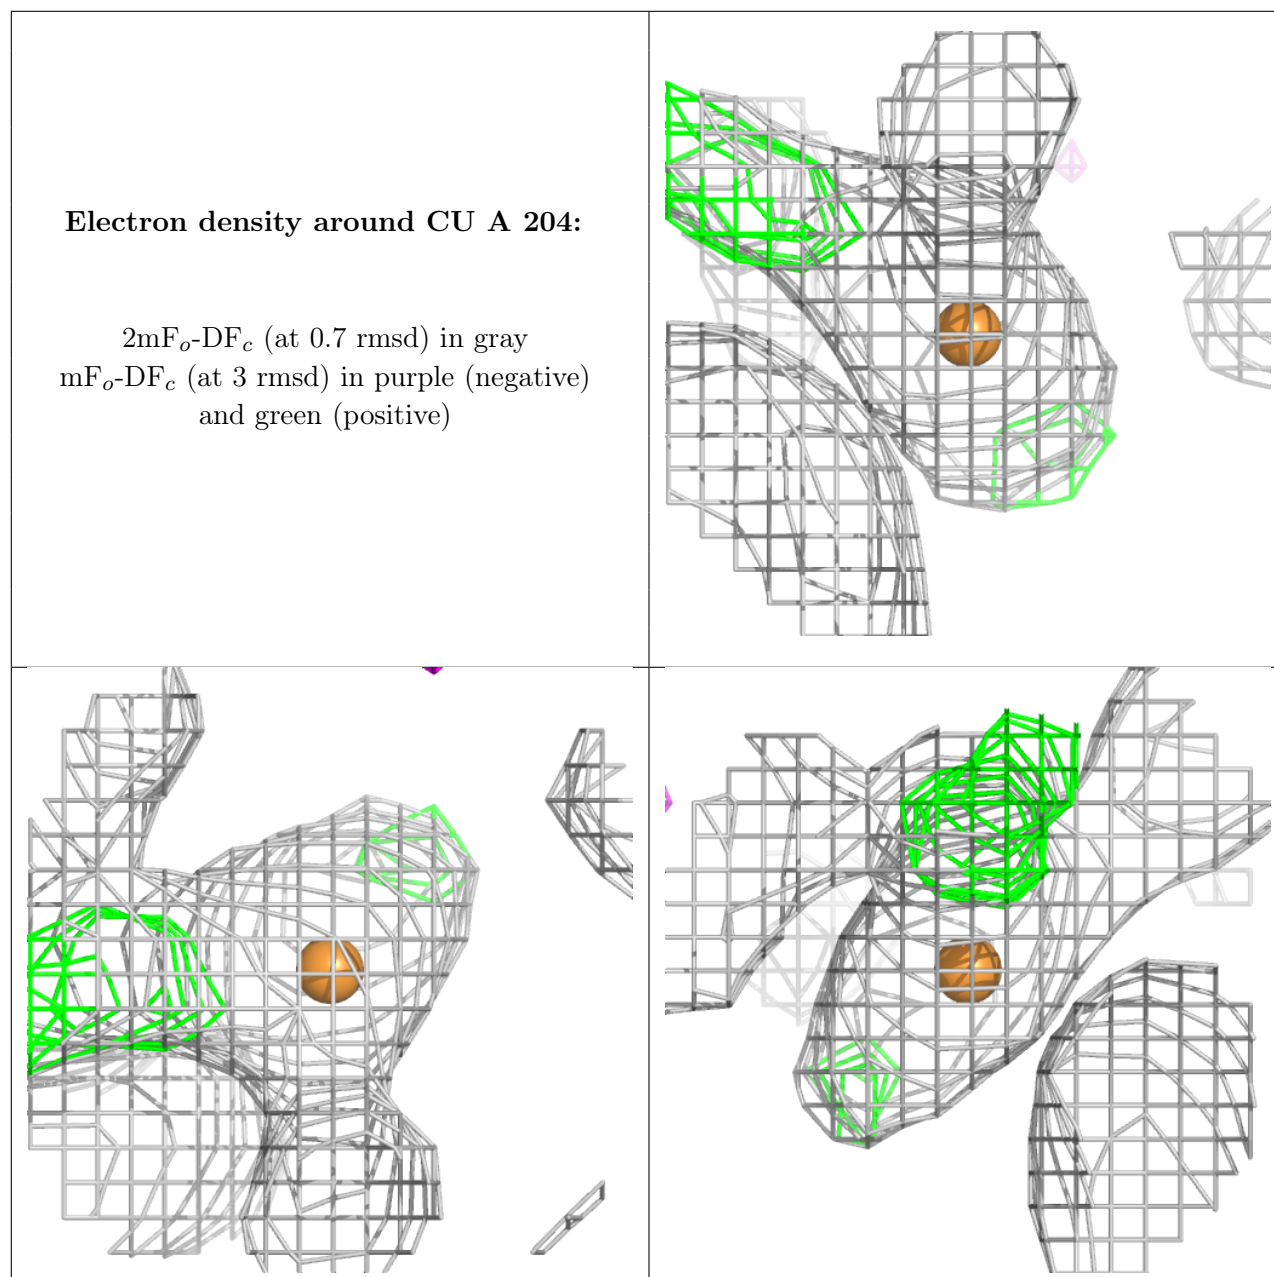 Electron density around CU A 204:
2mFo-DFc (at 0.7 rmsd) in gray
mFo-DFc (at 3 rmsd) in purple (negative)
and green (positive)